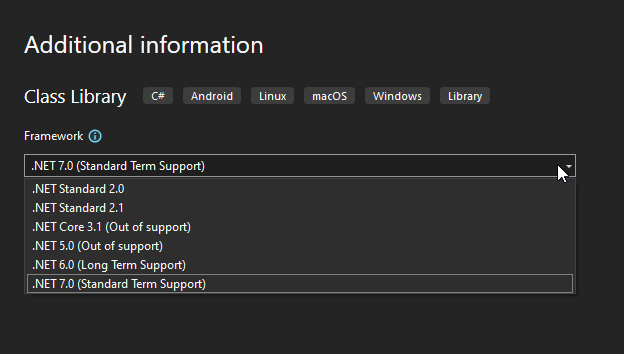 Additional information
Class Library C# Android Linux macOS Windows Library
Framework
.NET 7.0 (Standard Term Support)
.NET Standard 2.0
.NET Standard 2.1
.NET Core 3.1 (Out of support)
.NET 5.0 (Out of support)
.NET 6.0 (Long Term Support)
.NET 7.0 (Standard Term Support)